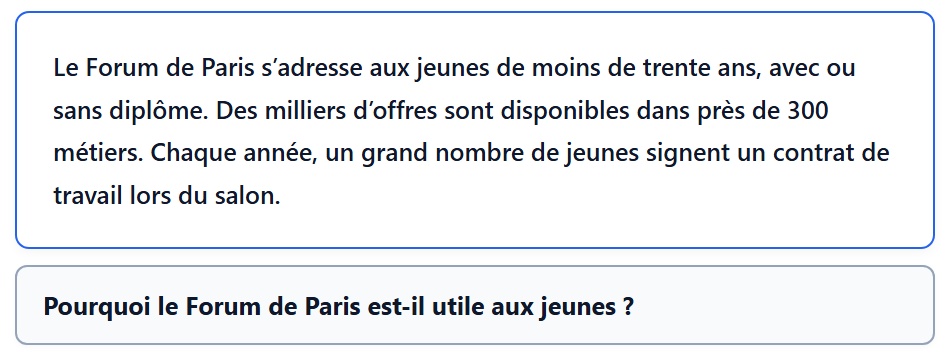 Le Forum de Paris s’adresse aux jeunes de moins de trente ans, avec ou
sans diplôme. Des milliers d’offres sont disponibles dans près de 300
métiers. Chaque année, un grand nombre de jeunes signent un contrat de
travail lors du salon.
Pourquoi le Forum de Paris est-il utile aux jeunes ?